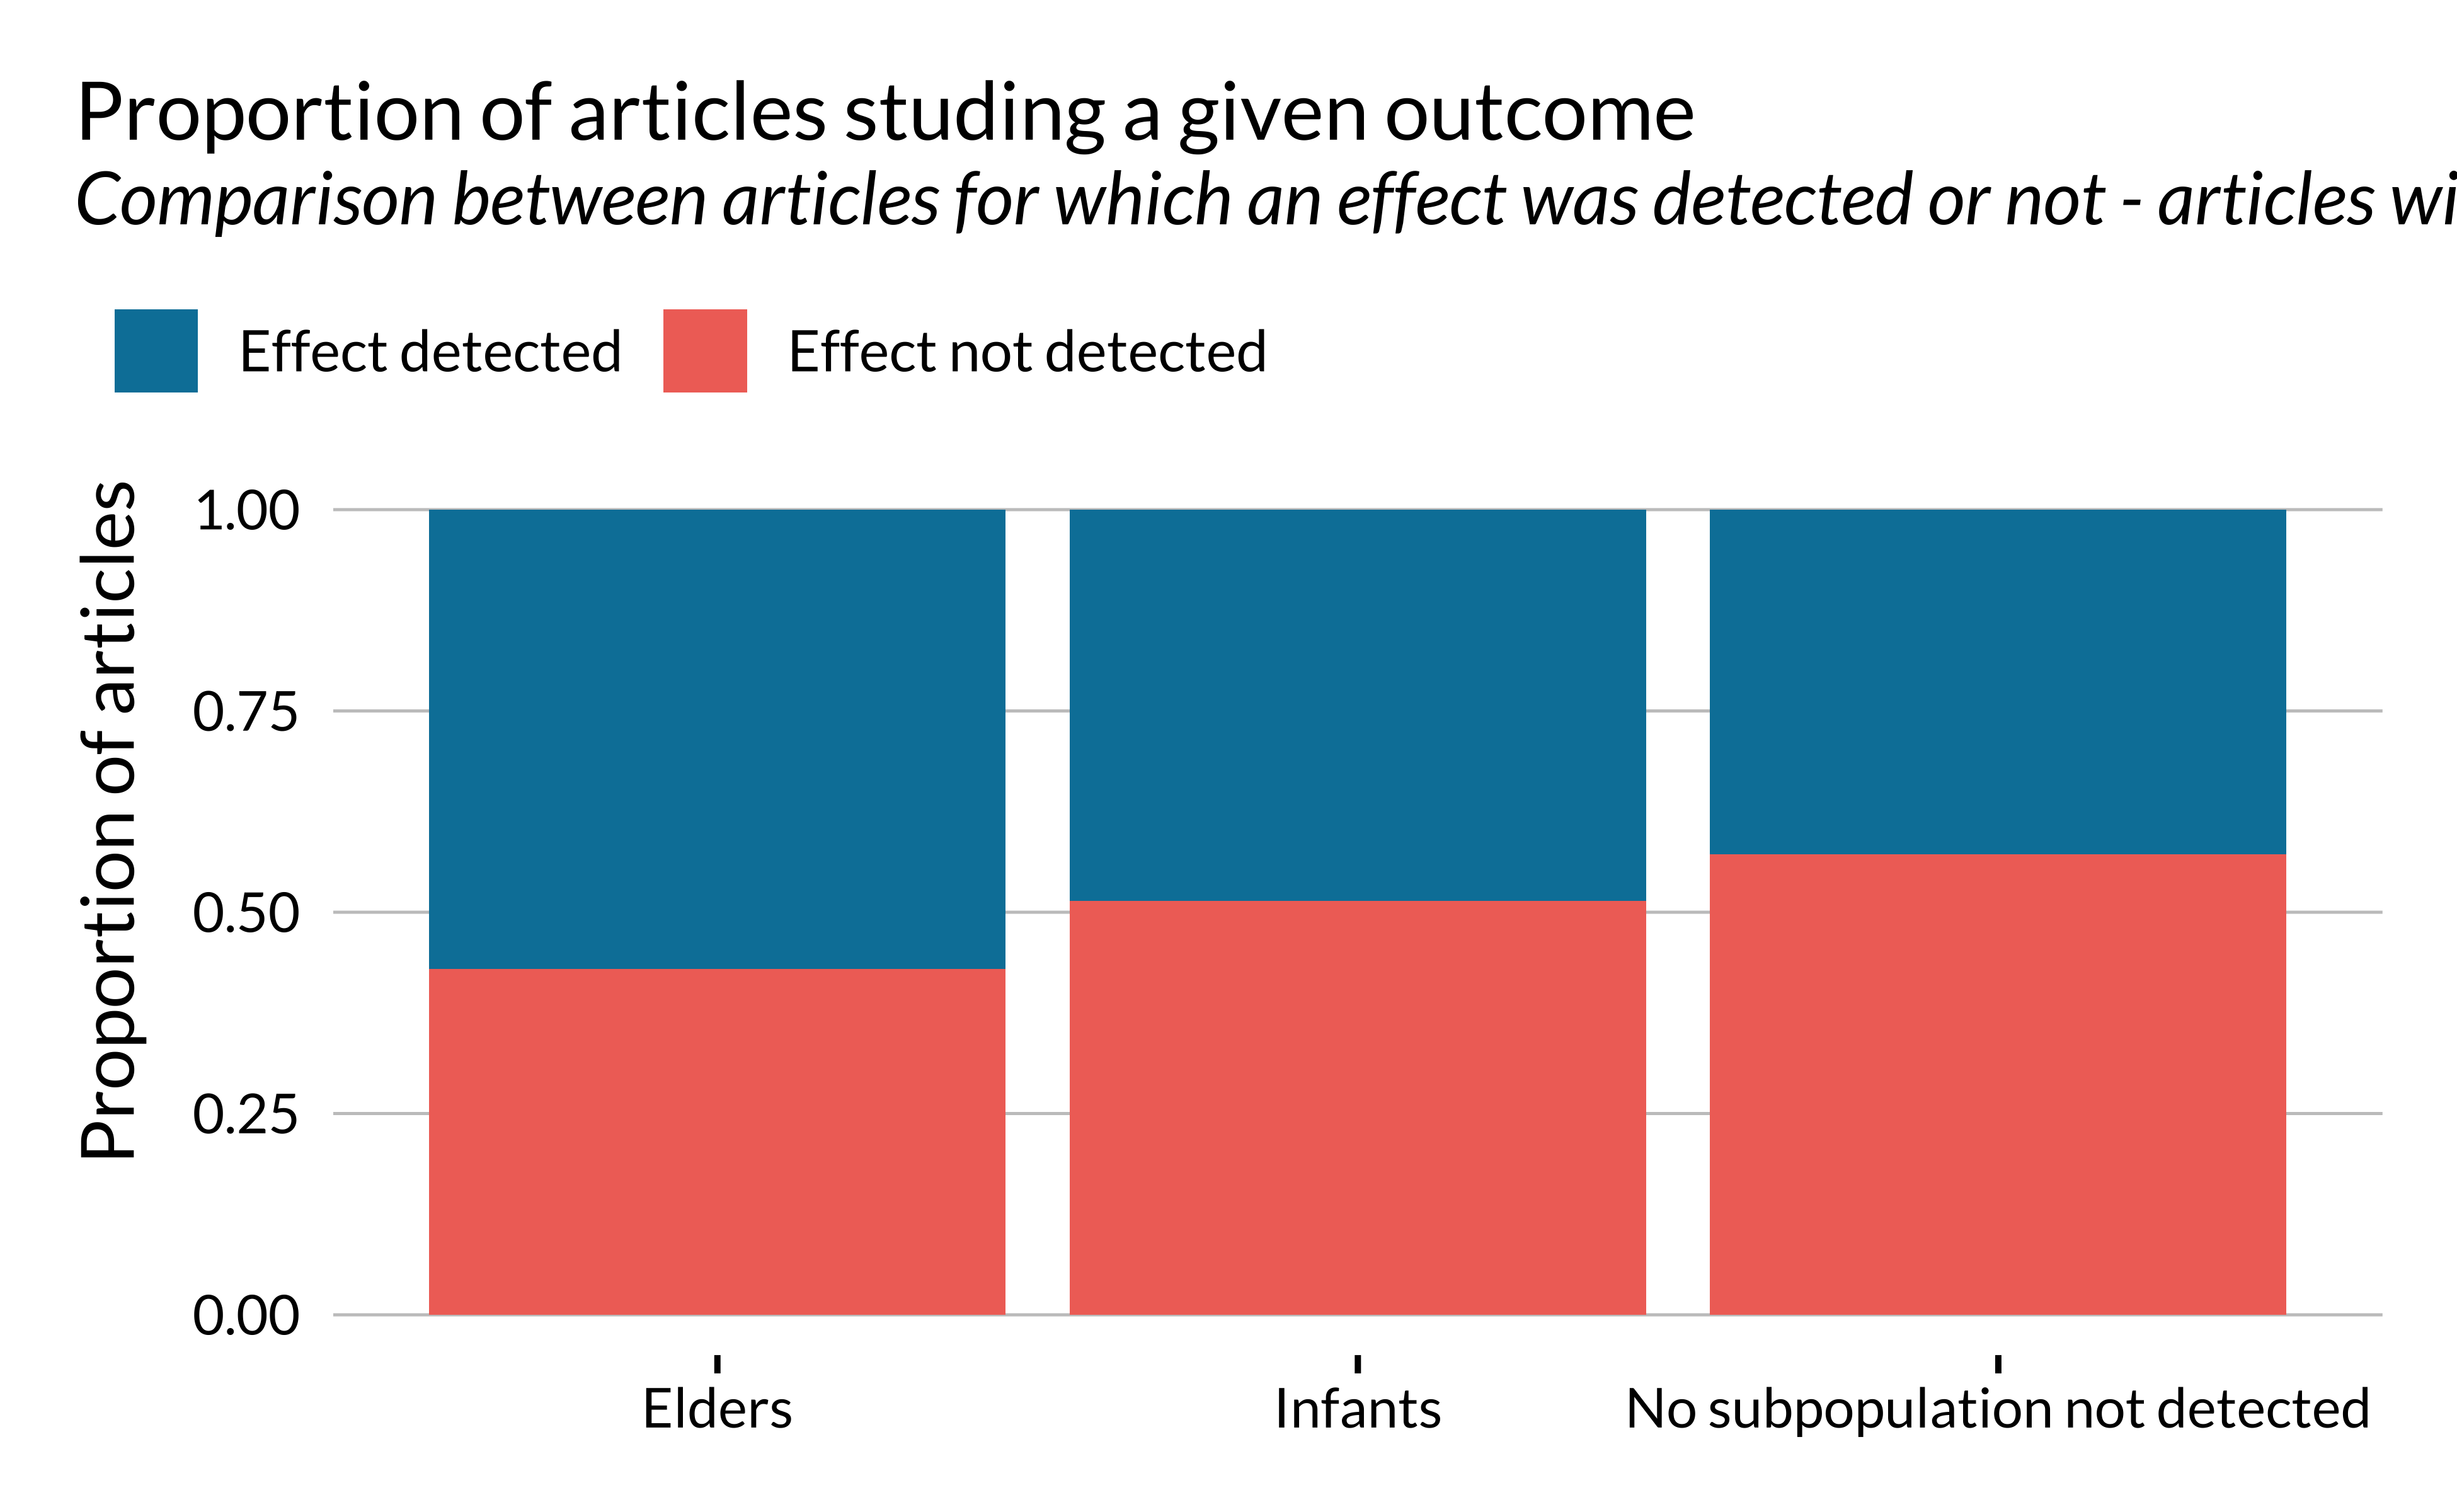 Proportion of articles studing a given outcome
Comparison between articles for which an effect was detected or not - articles
Effect detected Effect not detected
Proportion of articles
1.00
0.75
0.50
0.25
0.00
Elders Infants No subpopulation not detected